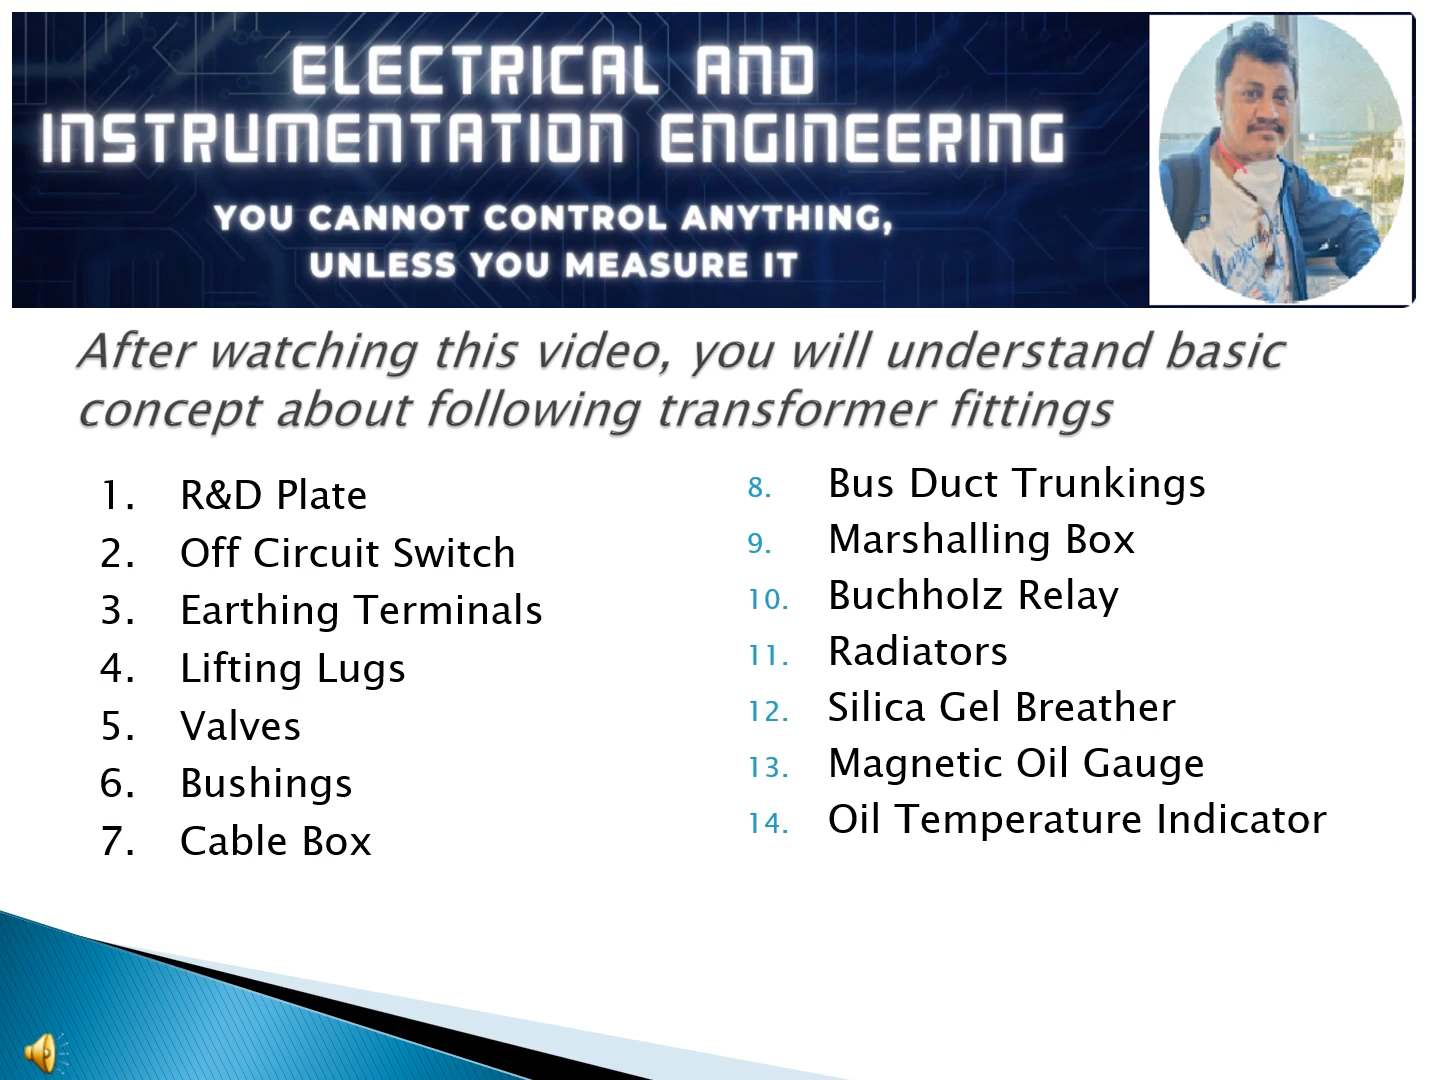 ELECTRICAL AND
INSTRUMENTATION ENGINEERING
YOU CANNOT CONTROL ANYTHING,
UNLESS YOU MEASURE IT
After watching this video, you will understand basic
concept about following transformer fittings
1. R&D Plate
2. Off Circuit Switch
3. Earthing Terminals
4. Lifting Lugs
5. Valves
6. Bushings
7. Cable Box
8. Bus Duct Trunkings
9. Marshalling Box
10. Buchholz Relay
11. Radiators
12. Silica Gel Breather
13. Magnetic Oil Gauge
14. Oil Temperature Indicator